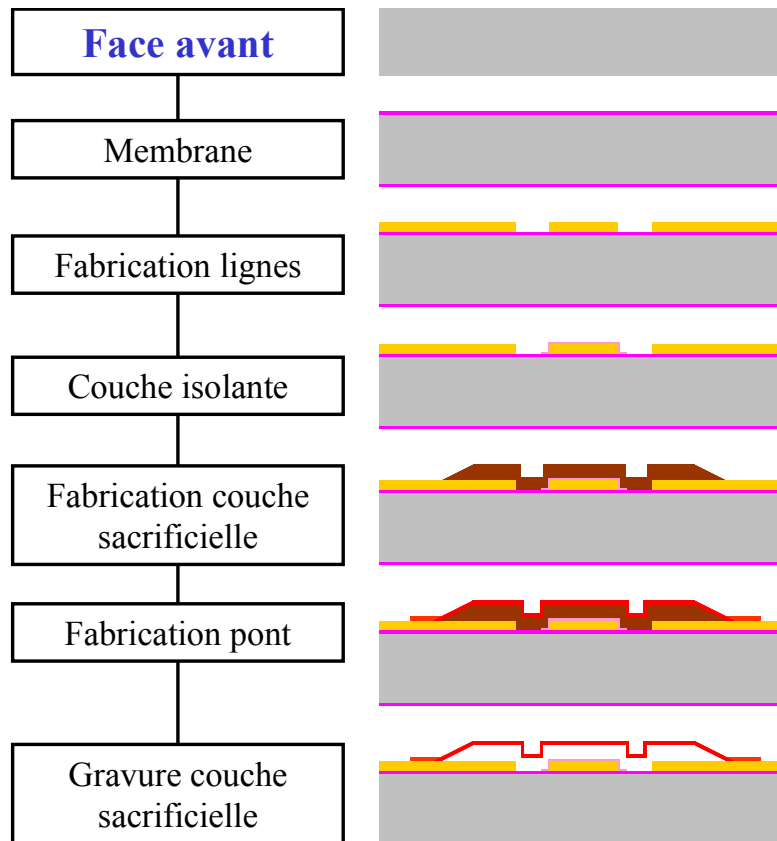 Face avant
Membrane
Fabrication lignes
Couche isolante
Fabrication couche
sacrificielle
Fabrication pont
Gravure couche
sacrificielle